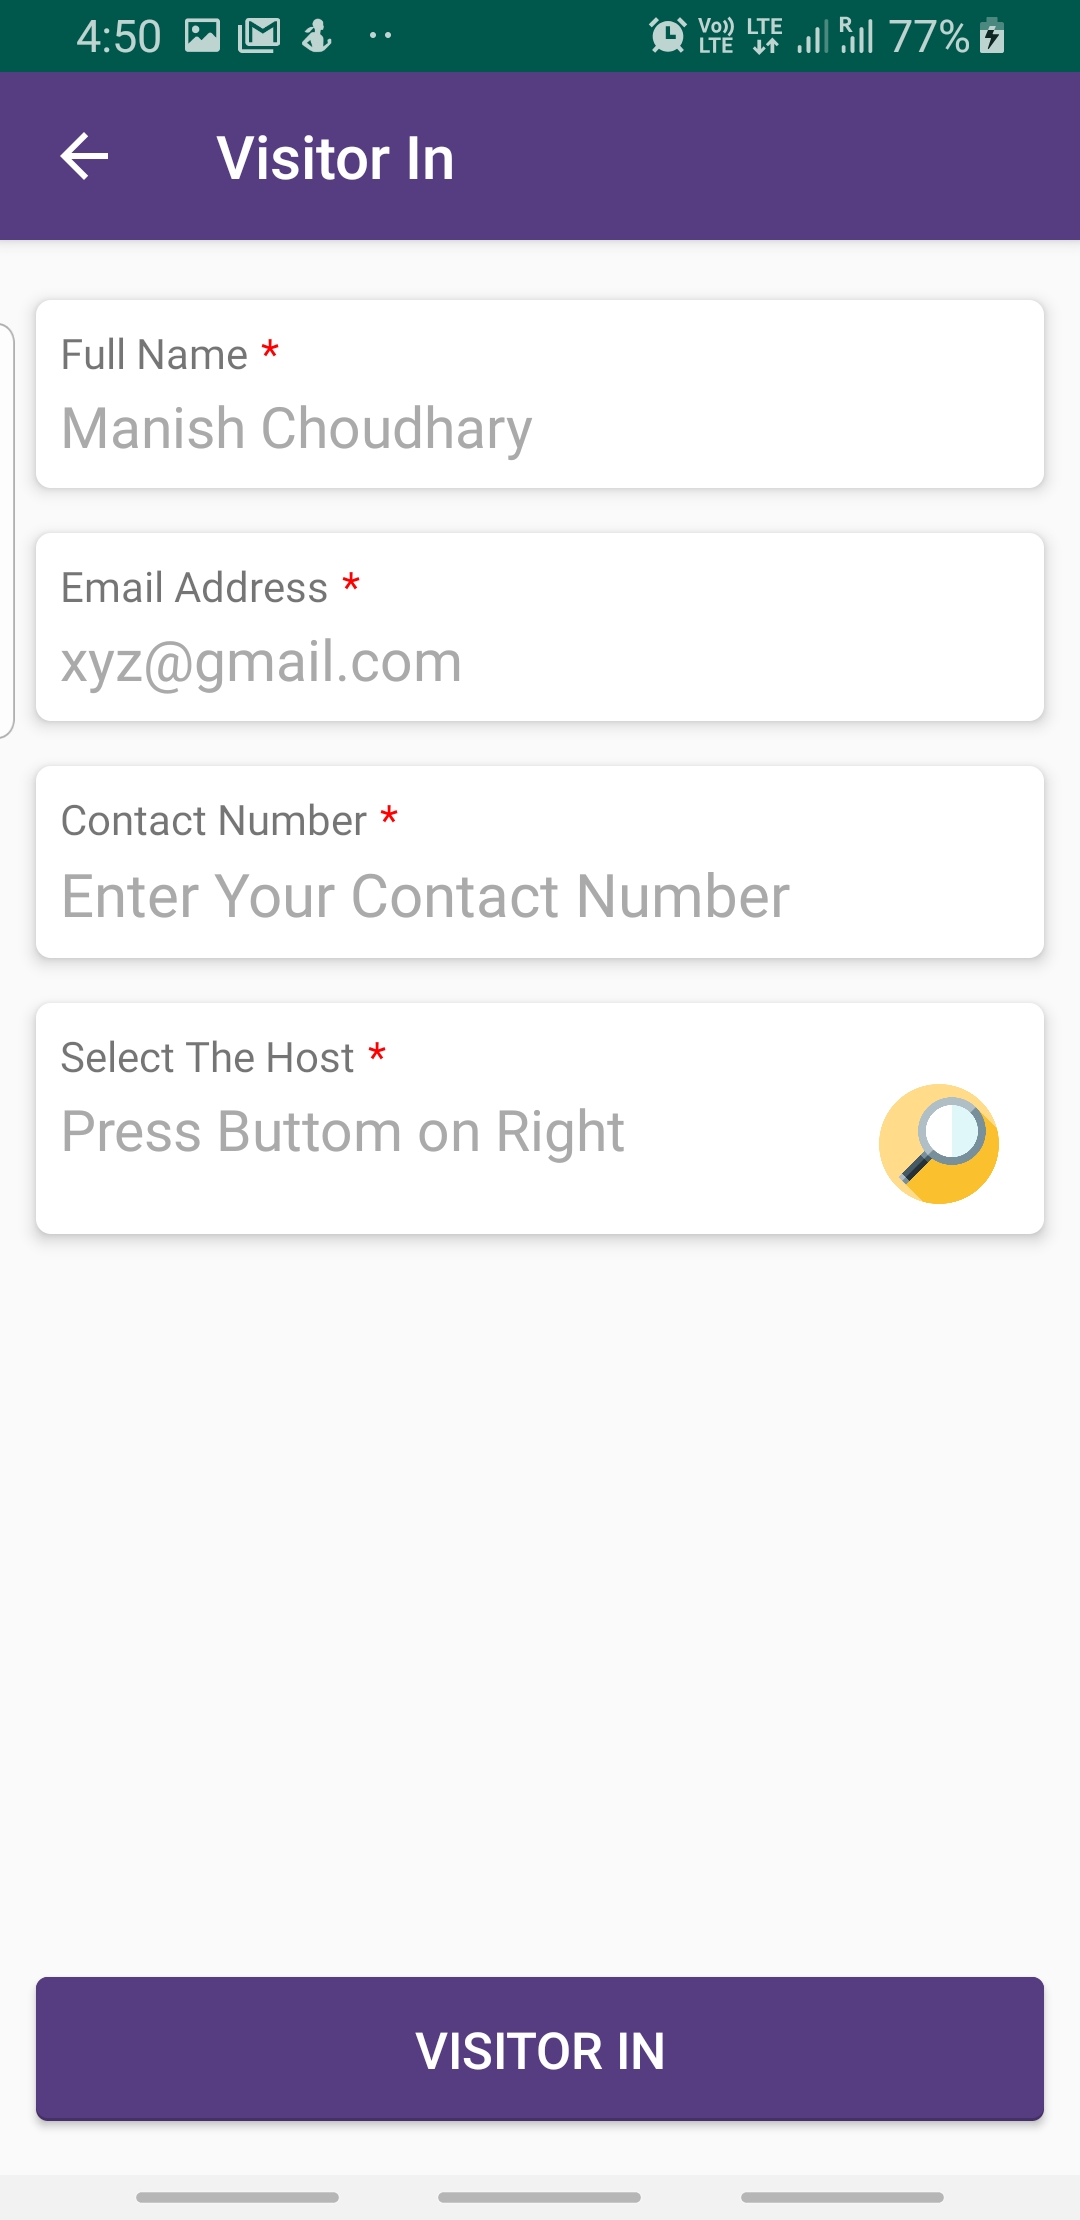 4:50 Vo)) LTE LTE R 77%
Visitor In
Full Name *
Manish Choudhary
Email Address *
xyz@gmail.com
Contact Number *
Enter Your Contact Number
Select The Host *
Press Buttom on Right
VISITOR IN